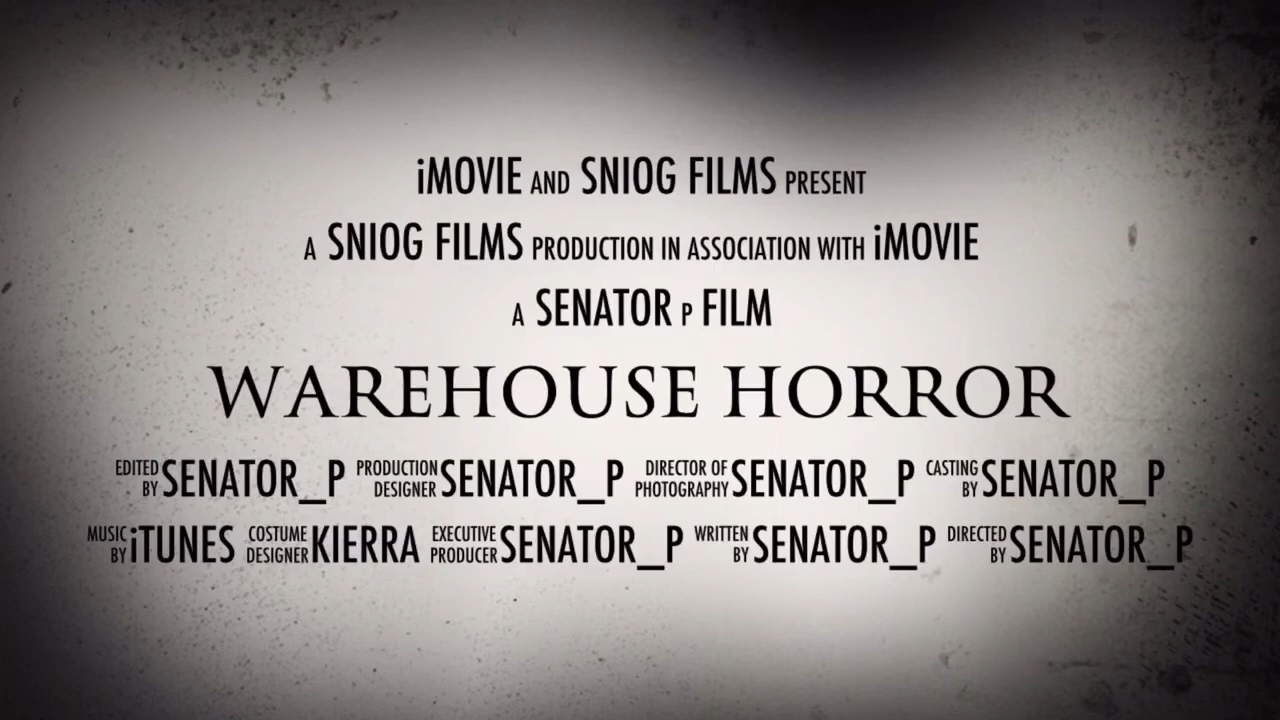 iMOVIE AND SNIOG FILMS PRESENT
A SNIOG FILMS PRODUCTION IN ASSOCIATION WITH iMOVIE
A SENATOR P FILM
WAREHOUSE HORROR
EDITED BY SENATOR_P PRODUCTION DESIGNER SENATOR_P DIRECTOR OF PHOTOGRAPHY SENATOR_P CASTING BY SENATOR_P
MUSIC BY iTUNES COSTUME DESIGNER KIERRA EXECUTIVE PRODUCER SENATOR_P WRITTEN BY SENATOR_P DIRECTED BY SENATOR_P